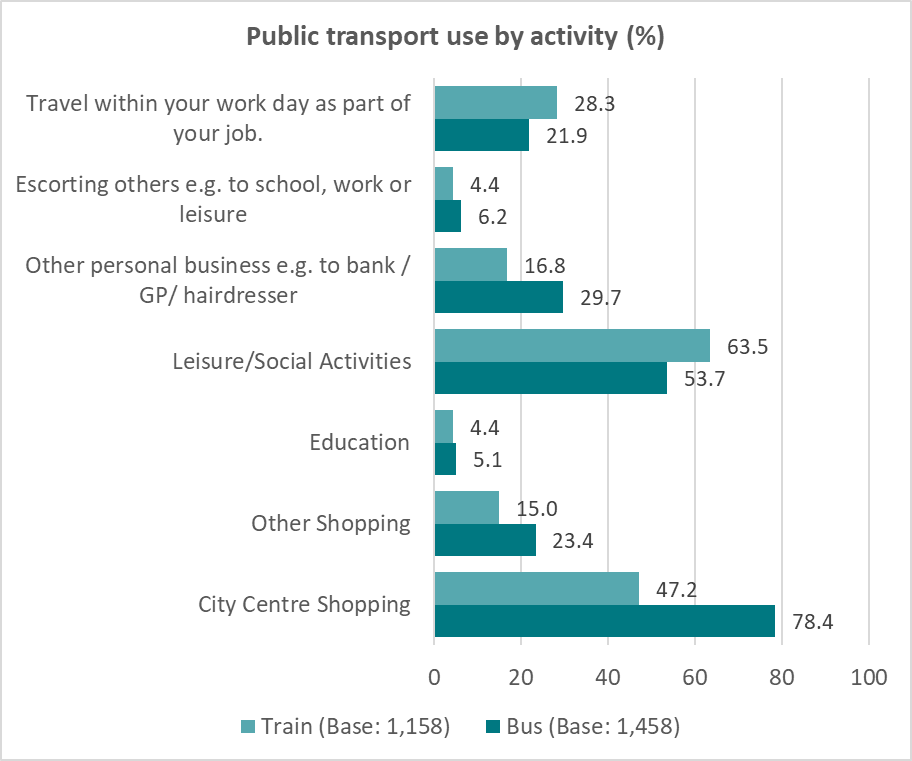 Public transport use by activity (%)
Travel within your work day as part of
your job.
28.3
21.9
Escorting others e.g. to school, work or
leisure
4.4
6.2
Other personal business e.g. to bank /
GP/ hairdresser
16.8
29.7
Leisure/Social Activities
63.5
53.7
Education
4.4
5.1
Other Shopping
15.0
23.4
City Centre Shopping
47.2
78.4
0 20 40 60 80 100
Train (Base: 1,158) Bus (Base: 1,458)